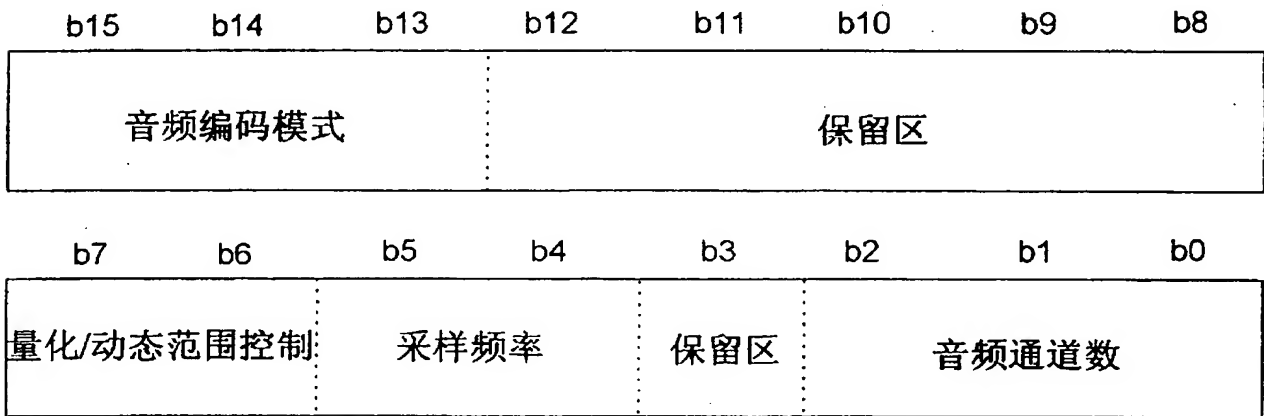 b15 b14 b13 b12 b11 b10 b9 b8
音频编码模式 保留区
b7 b6 b5 b4 b3 b2 b1 b0
量化/动态范围控制 采样频率 保留区 音频通道数